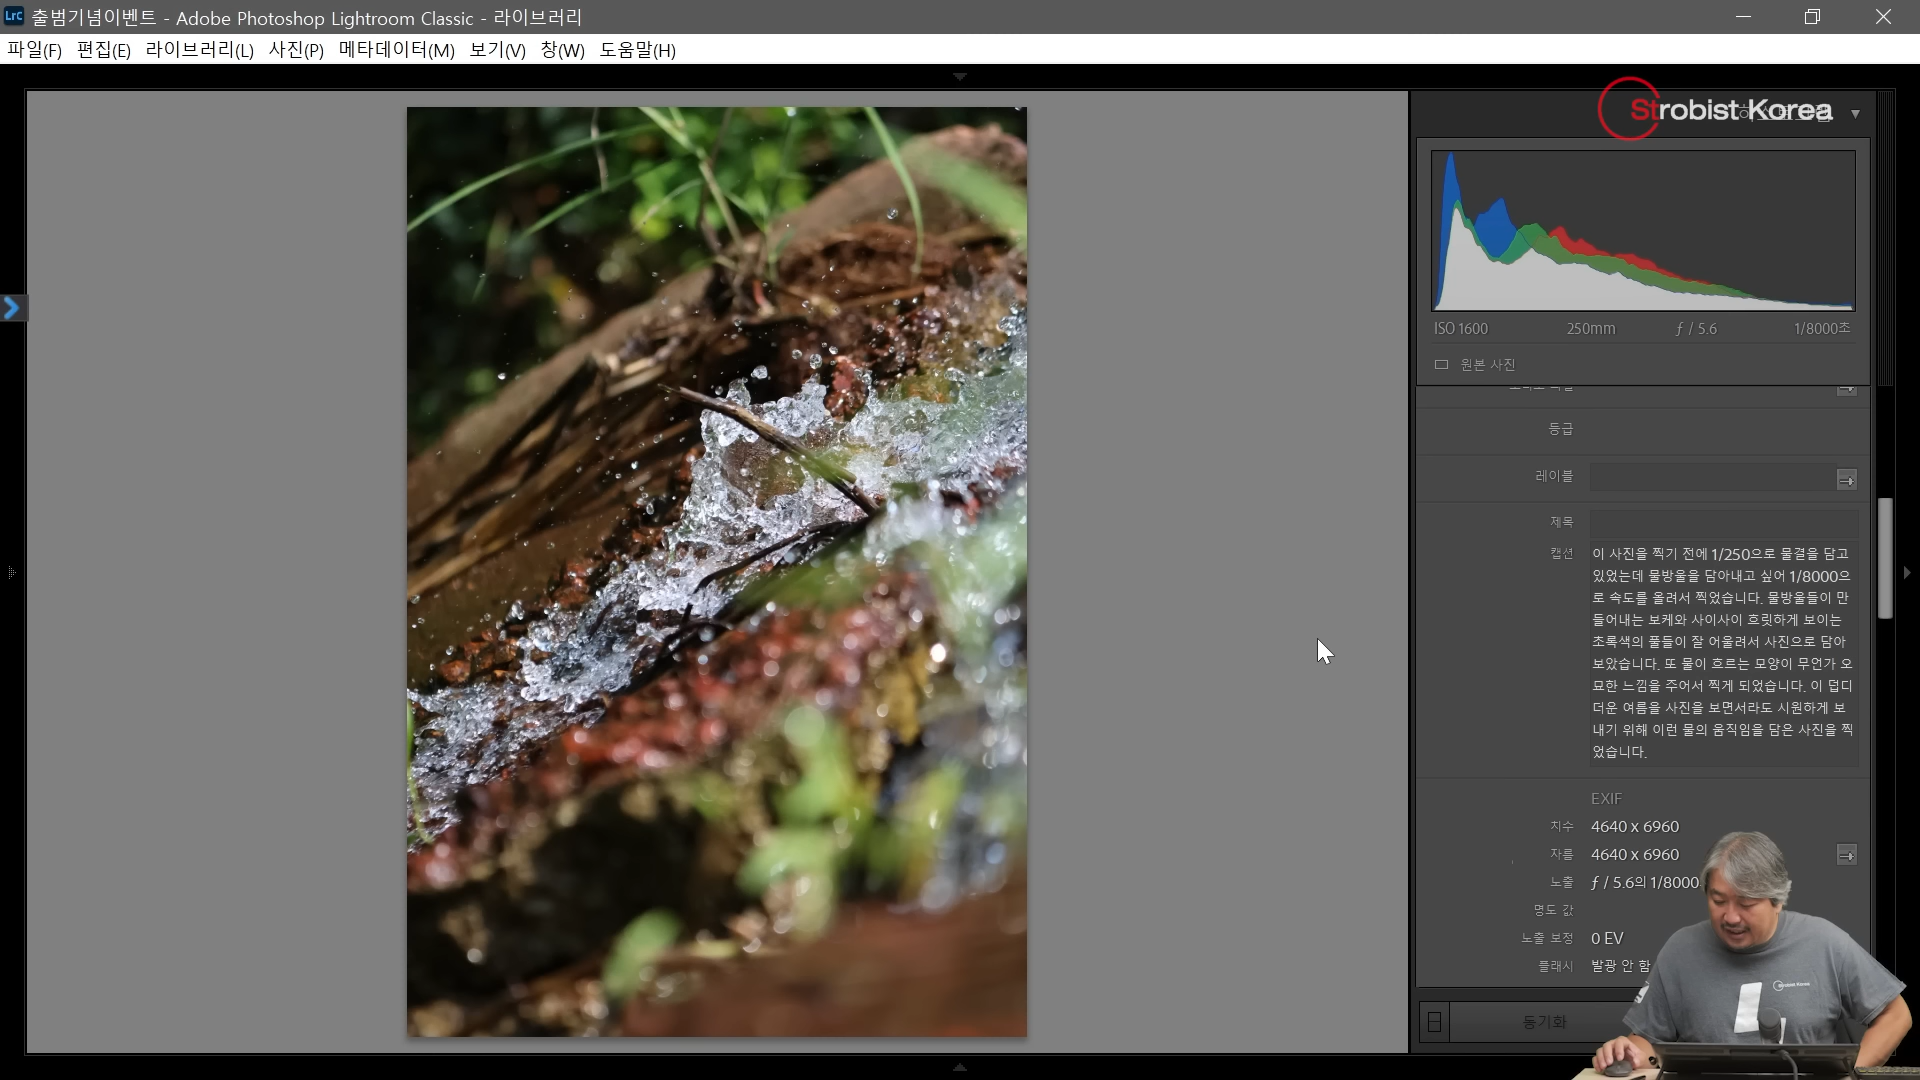 LrC 출범기념이벤트 - Adobe Photoshop Lightroom Classic - 라이브러리
파일(F) 편집(E) 라이브러리(L) 사진(P) 메타데이터(M) 보기(V) 창(W) 도움말(H)
Strobist Korea
ISO 1600 250mm ƒ / 5.6 1/8000초
원본 사진
등급
레이블
제목
캡션 이 사진을 찍기 전에 1/250으로 물결을 담고
있었는데 물방울을 담아내고 싶어 1/8000으
로 속도를 올려서 찍었습니다. 물방울들이 만
들어내는 보케와 사이사이 흐릿하게 보이는
초록색의 풀들이 잘 어울려서 사진으로 담아
보았습니다. 또 물이 흐르는 모양이 무언가 오
묘한 느낌을 주어서 찍게 되었습니다. 이 덥디
더운 여름을 사진을 보면서라도 시원하게 보
내기 위해 이런 물의 움직임을 담은 사진을 찍
었습니다.
EXIF
치수 4640 x 6960
자름 4640 x 6960
노출 ƒ / 5.6의 1/8000
명도 값
노출 보정 0 EV
플래시 발광 안 함
Strobist Korea
동기화